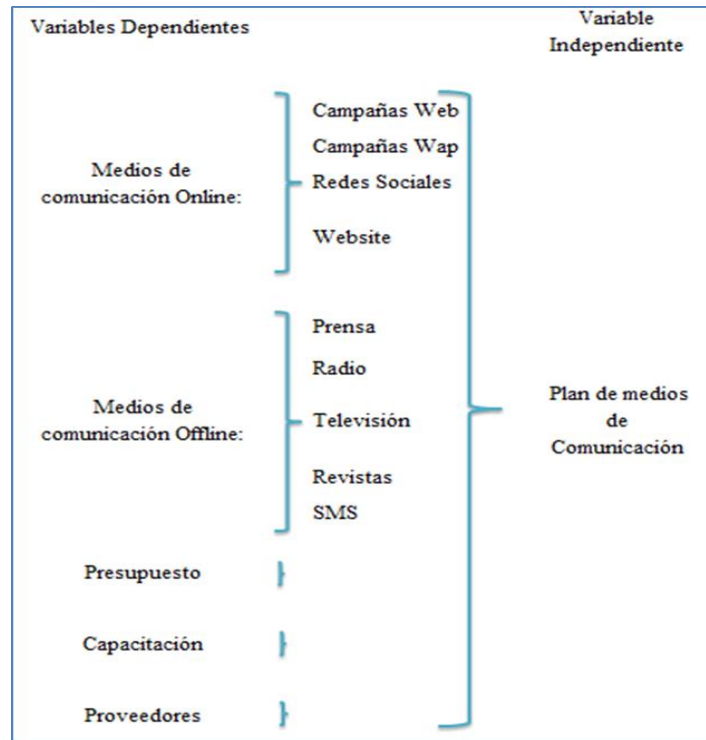 Variables Dependientes
Variable
Independiente
Medios de
comunicación Online:
Campañas Web
Campañas Wap
Redes Sociales
Website
Medios de
comunicación Offline:
Prensa
Radio
Televisión
Revistas
SMS
Presupuesto
Capacitación
Proveedores
Plan de medios
de
Comunicación